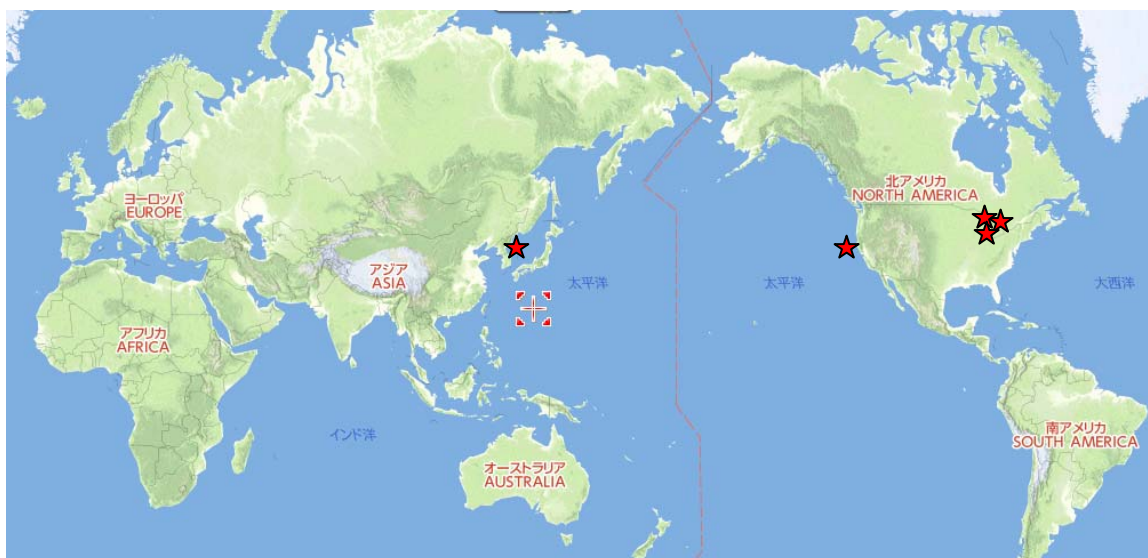 北アメリカ
NORTH AMERICA
ヨーロッパ
EUROPE
アジア
ASIA
太平洋
太平洋
大西洋
アフリカ
AFRICA
インド洋
オーストラリア
AUSTRALIA
南アメリカ
SOUTH AMERICA